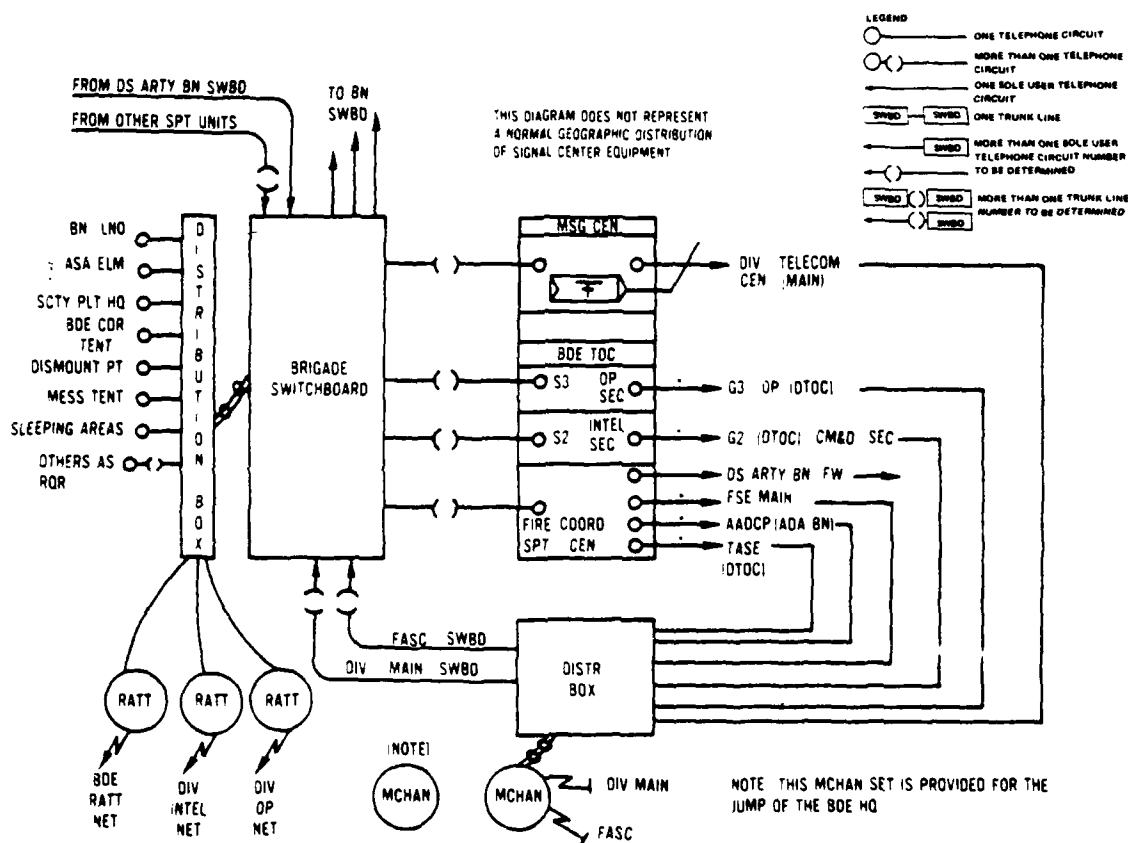 LEGEND
ONE TELEPHONE CIRCUIT
MORE THAN ONE TELEPHONE
CIRCUIT
ONE SOLE USER TELEPHONE
CIRCUIT
SWBD SWBD ONE TRUNK LINE
SWBD MORE THAN ONE SOLE USER
TELEPHONE CIRCUIT NUMBER
TO BE DETERMINED
SWBD SWBD MORE THAN ONE TRUNK LINE
SWBD NUMBER TO BE DETERMINED
FROM DS ARTY BN SWBD
FROM OTHER SPT UNITS
TO BN
SWBD
THIS DIAGRAM DOES NOT REPRESENT
A NORMAL GEOGRAPHIC DISTRIBUTION
OF SIGNAL CENTER EQUIPMENT
BN LNO
ASA ELM
SCTY PLT HQ
BDE CDR
TENT
DISMOUNT PT
MESS TENT
SLEEPING AREAS
OTHERS AS
RQR
DISTRIBUTION BOX
BRIGADE
SWITCHBOARD
MSG CEN
BDE TOC
S3 OP
SEC
S2 INTEL
SEC
FIRE COORD
SPT CEN
DIV TELECOM
CEN (MAIN)
G3 OP (DTOC)
G2 (DTOC) CM&D SEC
DS ARTY BN FW
FSE MAIN
AADCP (ADA BN)
TASE
(DTOC)
FASC SWBD
DIV MAIN SWBD
DISTR
BOX
RATT
RATT
RATT
BDE
RATT
NET
DIV
INTEL
NET
DIV
OP
NET
(NOTE)
MCHAN
MCHAN
DIV MAIN
FASC
NOTE THIS MCHAN SET IS PROVIDED FOR THE
JUMP OF THE BDE HQ